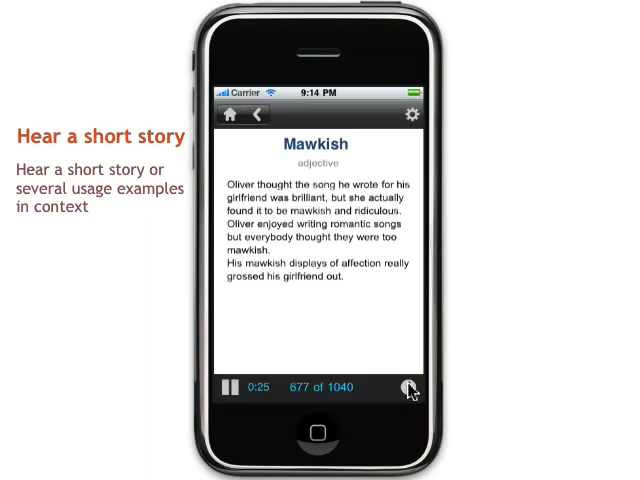 Hear a short story
Hear a short story or
several usage examples
in context
Carrier
9:14 PM
Mawkish
adjective
Oliver thought the song he wrote for his
girlfriend was brilliant, but she actually
found it to be mawkish and ridiculous.
Oliver enjoyed writing romantic songs
but everybody thought they were too
mawkish.
His mawkish displays of affection really
grossed his girlfriend out.
0:25
677 of 1040